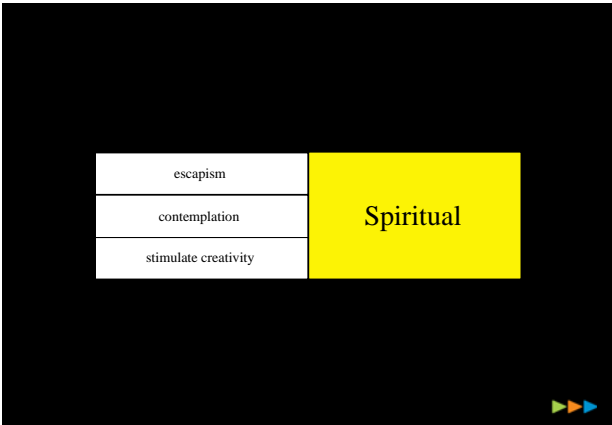 escapism
contemplation
stimulate creativity
Spiritual